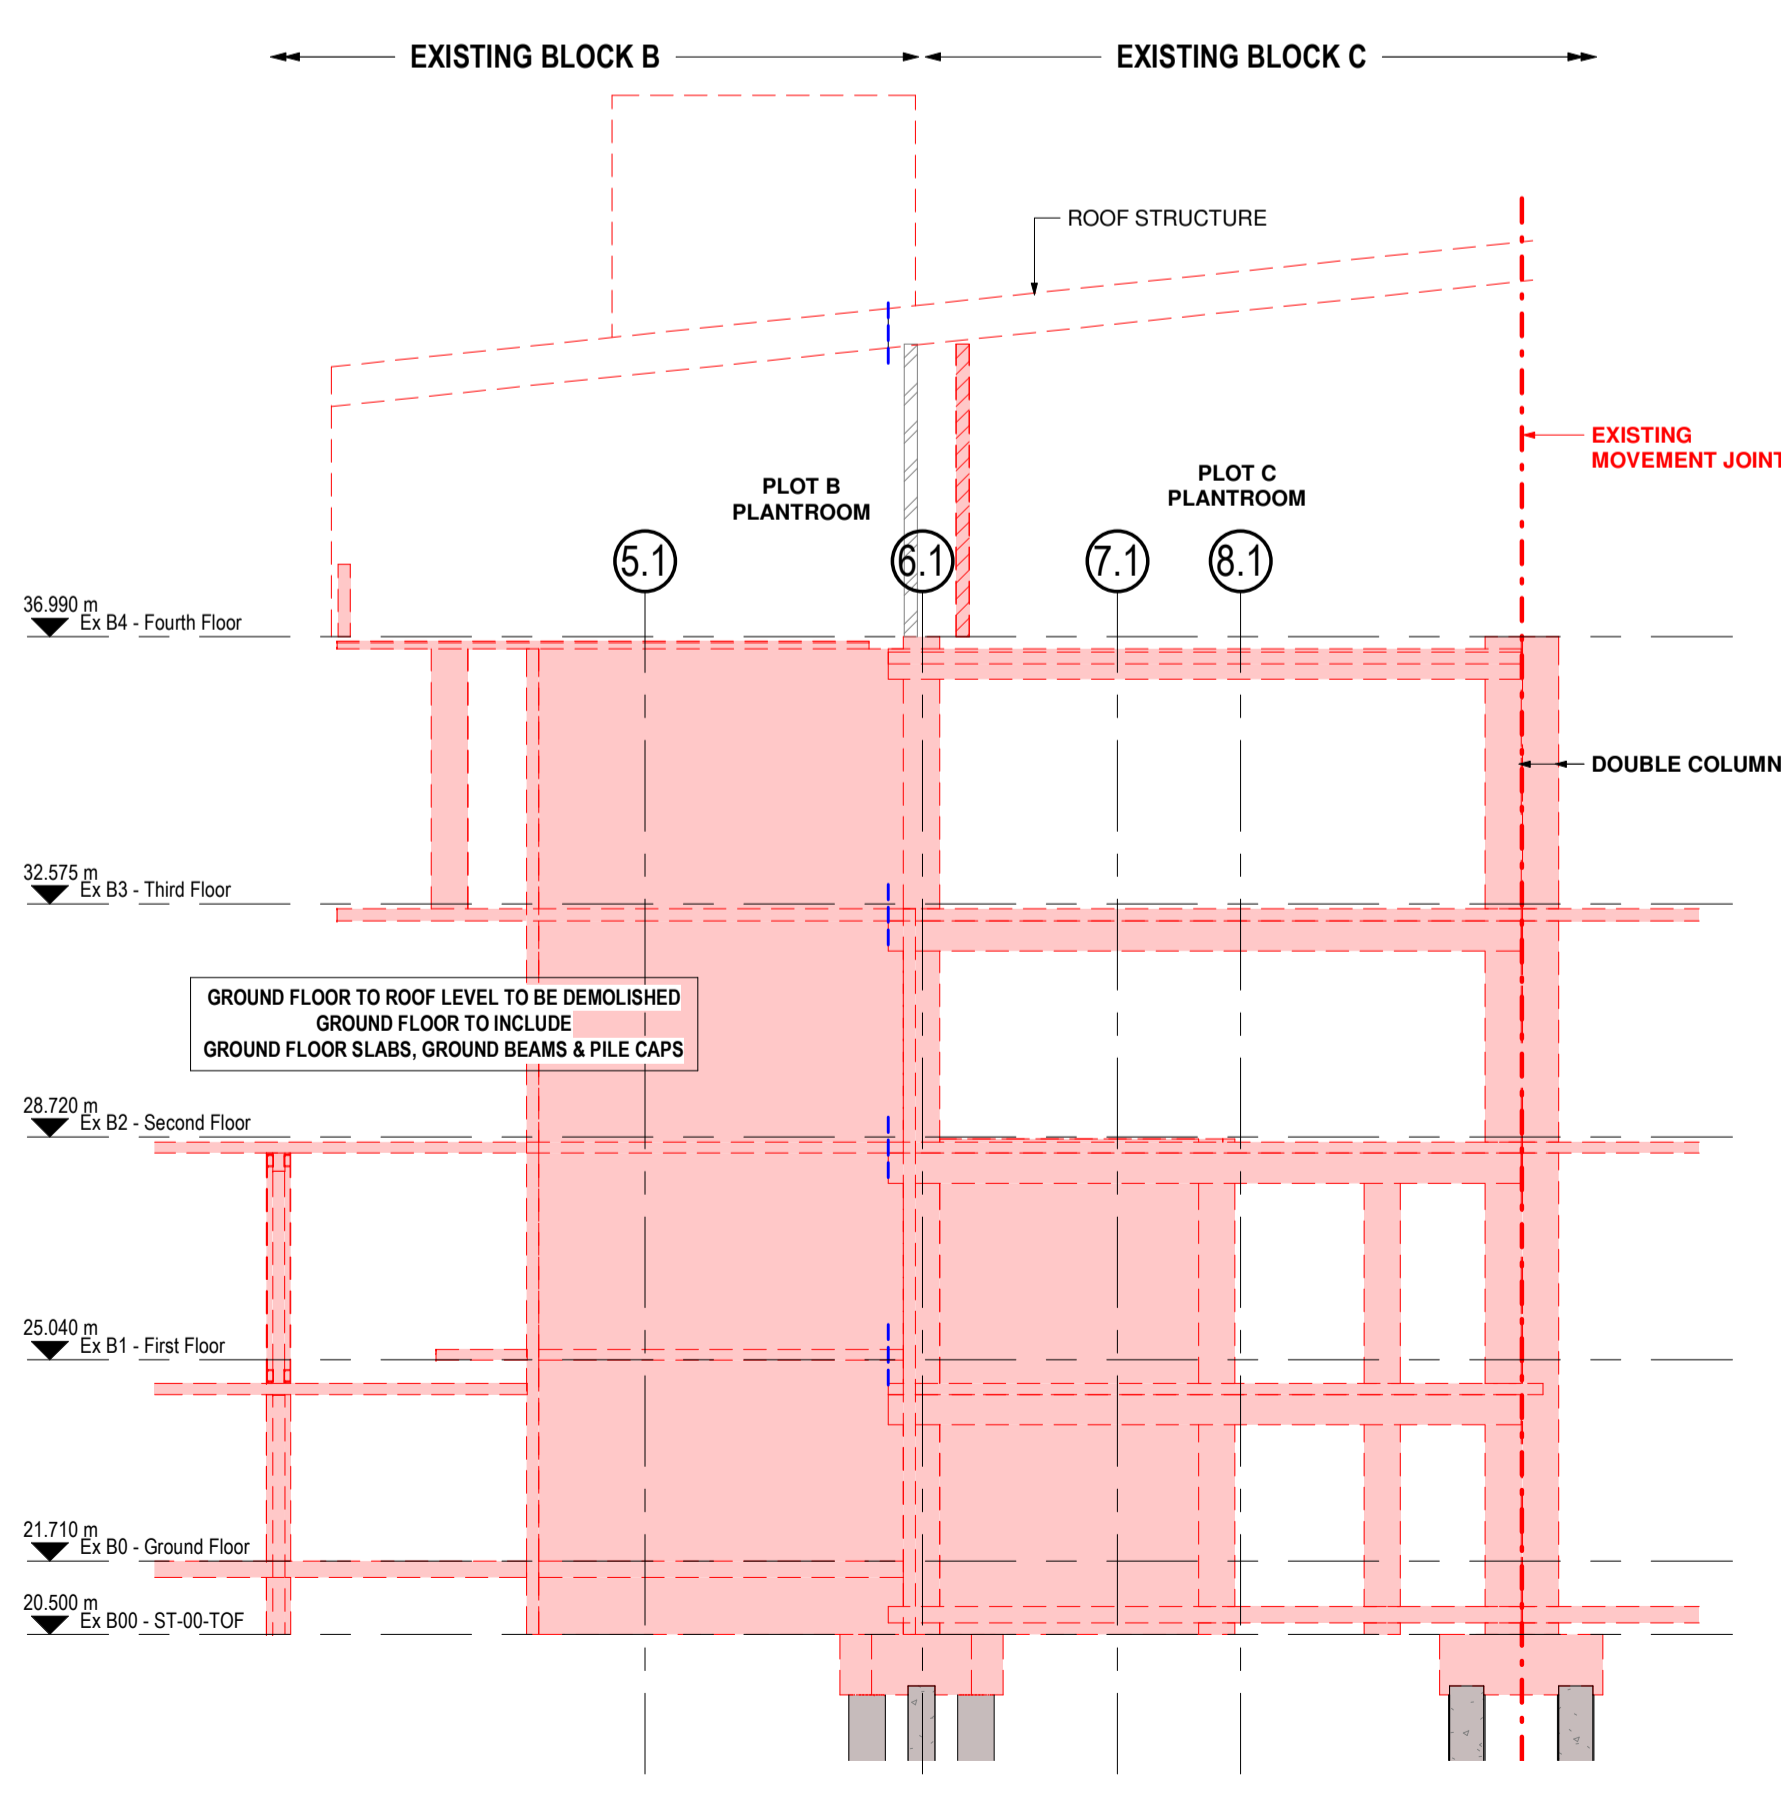 EXISTING BLOCK B
EXISTING BLOCK C
ROOF STRUCTURE
EXISTING
MOVEMENT JOINT
PLOT B
PLANTROOM
PLOT C
PLANTROOM
5.1
6.1
7.1
8.1
36.990 m
Ex B4 - Fourth Floor
DOUBLE COLUMN
32.575 m
Ex B3 - Third Floor
GROUND FLOOR TO ROOF LEVEL TO BE DEMOLISHED
GROUND FLOOR TO INCLUDE
GROUND FLOOR SLABS, GROUND BEAMS & PILE CAPS
28.720 m
Ex B2 - Second Floor
25.040 m
Ex B1 - First Floor
21.710 m
Ex B0 - Ground Floor
20.500 m
Ex B00 - ST-00-TOF